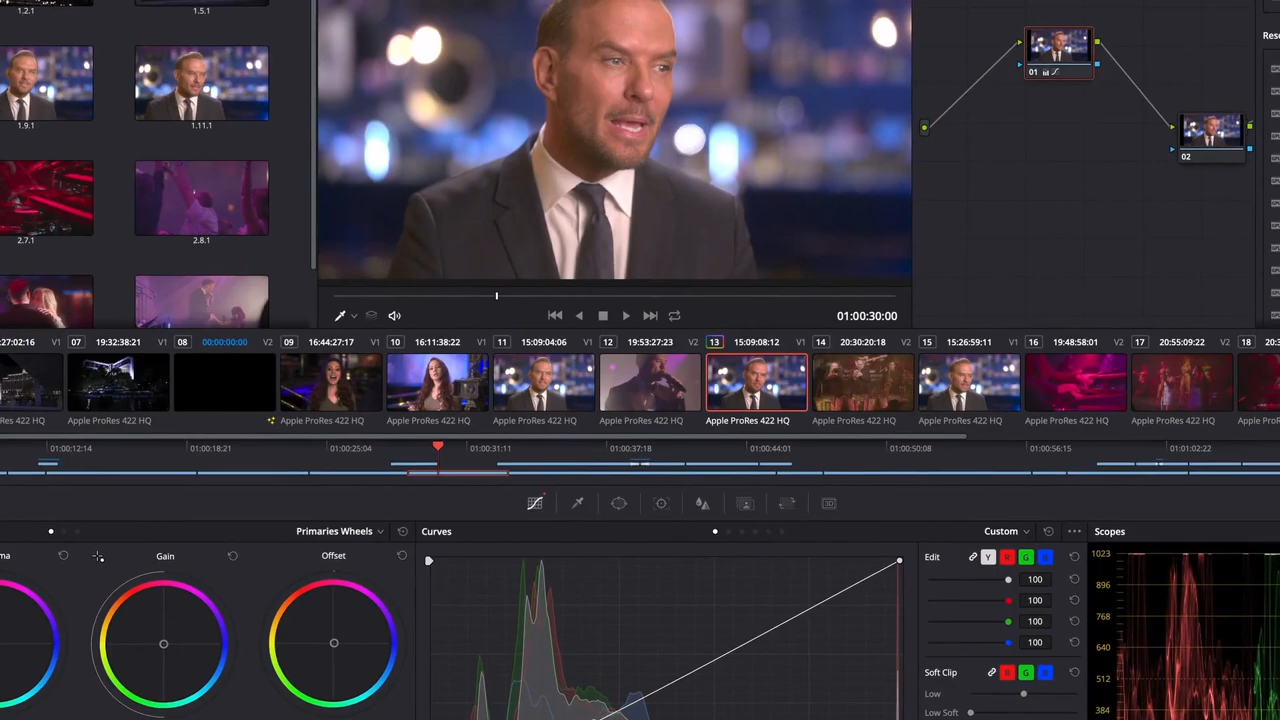 1.2.1
1.5.1
Rese
1.9.1
1.11.1
01
02
2.7.1
2.8.1
01:00:30:00
:27:02:16 V1
07 19:32:38:21 V1
08 00:00:00:00 V2
09 16:44:27:17 V1
10 16:11:38:22 V1
11 15:09:04:06 V1
12 19:53:27:23 V2
13 15:09:08:12 V1
14 20:30:20:18 V2
15 15:26:59:11 V1
16 19:48:58:01 V1
17 20:55:09:22 V2
18 20:3
Res 422 HQ
Apple ProRes 422 HQ
Apple ProRes 422 HQ
Apple ProRes 422 HQ
Apple ProRes 422 HQ
Apple ProRes 422 HQ
Apple ProRes 422 HQ
Apple ProRes 422 HQ
Apple ProRes 422 HQ
Apple ProRes 422 HQ
Apple ProRes 422 HQ
Apple P
01:00:12:14
01:00:18:21
01:00:25:04
01:00:31:11
01:00:37:18
01:00:44:01
01:00:50:08
01:00:56:15
01:01:02:22
Primaries Wheels
Curves
Custom
Scopes
ma
Gain
Offset
Edit Y R G B
100
100
100
100
Soft Clip R G B
Low
Low Soft
1023
896
768
640
512
384